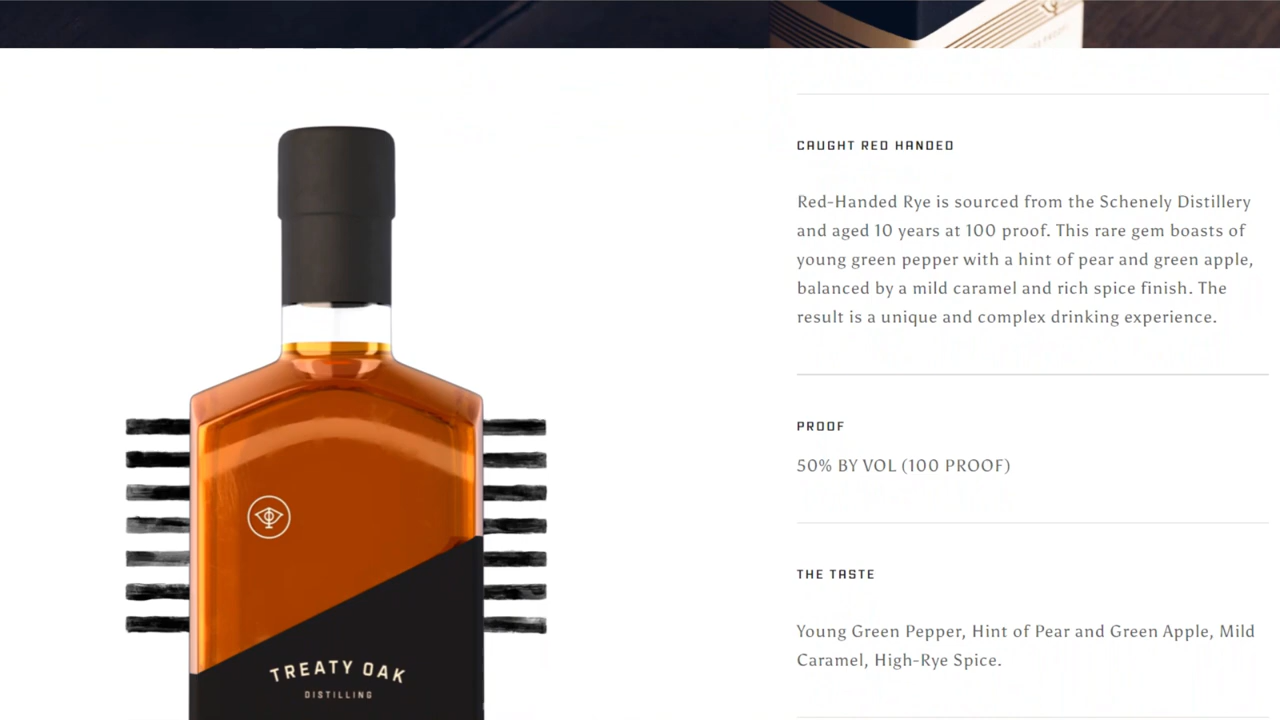 CAUGHT RED HANDED
Red-Handed Rye is sourced from the Schenely Distillery
and aged 10 years at 100 proof. This rare gem boasts of
young green pepper with a hint of pear and green apple,
balanced by a mild caramel and rich spice finish. The
result is a unique and complex drinking experience.
PROOF
50% BY VOL (100 PROOF)
THE TASTE
Young Green Pepper, Hint of Pear and Green Apple, Mild
Caramel, High-Rye Spice.
TREATY OAK
DISTILLING